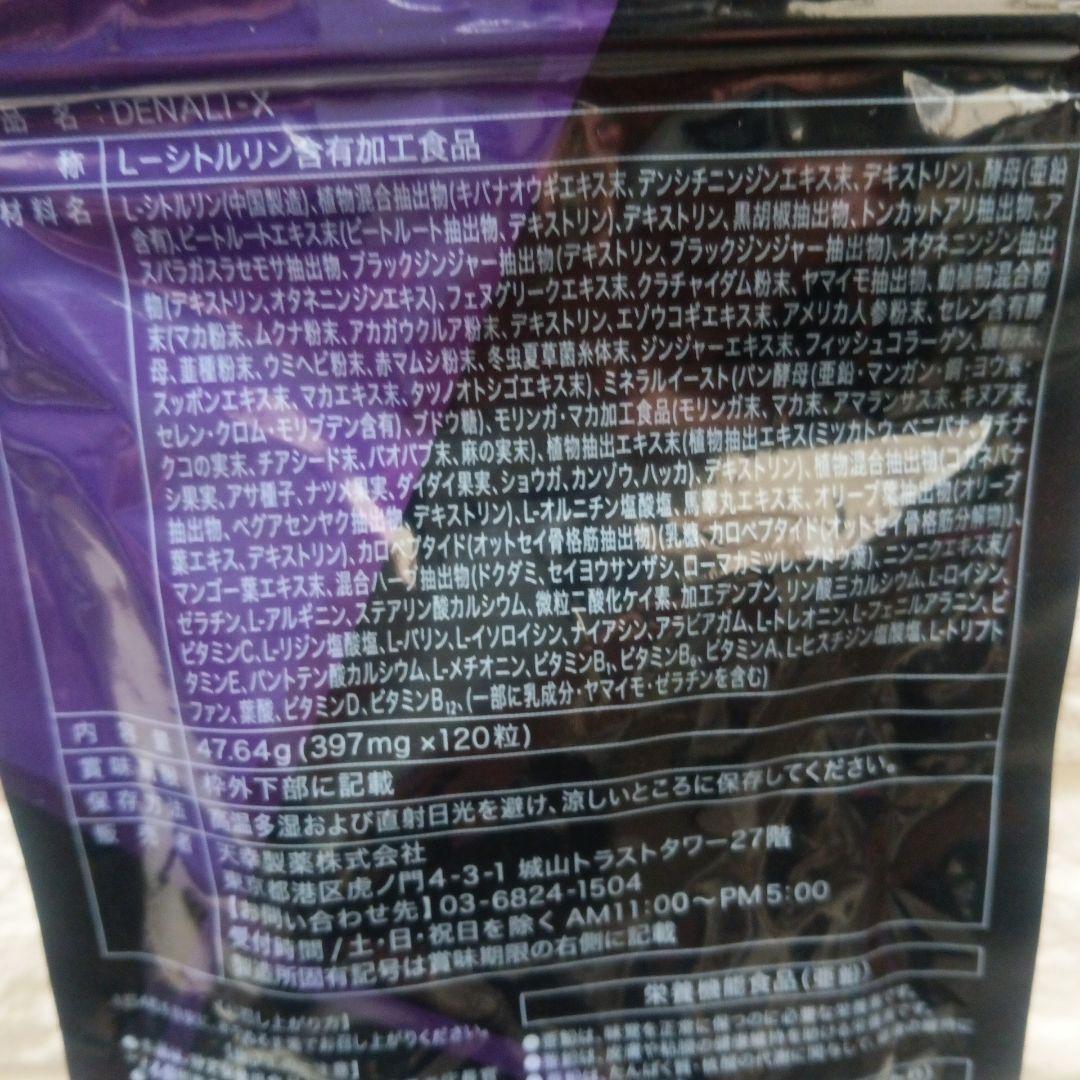 品 名 : DENALI-X
称 L-シトルリン含有加工食品
材料名 L-シトルリン(中国製造)、植物混合抽出物(キバナオウギエキス末、デンシチニンジンエキス末、デキストリン)、酵母(亜鉛
含有)、ビートルートエキス末(ビートルート抽出物、デキストリン)、デキストリン、黒胡椒抽出物、トンカットアリ抽出物、ア
スパラガスラセモサ抽出物、ブラックジンジャー抽出物(デキストリン、ブラックジンジャー抽出物)、オタネニンジン抽出
物(デキストリン、オタネニンジンエキス)、フェヌグリークエキス末、クラチャイダム粉末、ヤマイモ抽出物、動植物混合粉
末(マカ粉末、ムクナ粉末、アカガウクルア粉末、デキストリン、エゾウコギエキス末、アメリカ人参粉末、セレン含有酵
母、韮種粉末、ウミヘビ粉末、赤マムシ粉末、冬虫夏草菌糸体末、ジンジャーエキス末、フィッシュコラーゲン、
スッポンエキス末、マカエキス末、タツノオトシゴエキス末)、ミネラルイースト(パン酵母(亜鉛・マンガン・銅・ヨウ素・
セレン・クロム・モリブデン含有)、ブドウ糖)、モリンガ・マカ加工食品(モリンガ末、マカ末、アマランサス末、キヌア末、
クコの実末、チアシード末、バオバブ末、麻の実末)、植物抽出エキス末(植物抽出エキス(ミツカトウ、ベニバナ、クチナ
シ果実、アサ種子、ナツメ果実、ダイダイ果実、ショウガ、カンゾウ、ハッカ)、デキストリン)、植物混合抽出物(コガネバナ
抽出物、ペグアセンヤク抽出物、デキストリン)、L-オルニチン塩酸塩、馬睾丸エキス末、オリーブ葉抽出物(オリーブ
葉エキス、デキストリン)、カロペプタイド(オットセイ骨格筋抽出物)(乳糖、カロペプタイド(オットセイ骨格筋分解物))、
マンゴー葉エキス末、混合ハーブ抽出物(ドクダミ、セイヨウサンザシ、ローマカミツレ、ブドウ葉)、ニンニクエキス末/
ゼラチン、L-アルギニン、ステアリン酸カルシウム、微粒二酸化ケイ素、加工デンプン、リン酸三カルシウム、L-ロイシン、
ビタミンC、L-リジン塩酸塩、L-バリン、L-イソロイシン、ナイアシン、アラビアガム、L-トレオニン、L-フェニルアラニン、ビ
タミンE、パントテン酸カルシウム、L-メチオニン、ビタミンB1、ビタミンB6、ビタミンA、L-ヒスチジン塩酸塩、L-トリプト
ファン、葉酸、ビタミンD、ビタミンB12、(一部に乳成分・ヤマイモ・ゼラチンを含む)
内 容 量 47.64g (397mg ×120粒)
賞味 枠外下部に記載
保存方法 高温多湿および直射日光を避け、涼しいところに保存してください。
天幸製薬株式会社
東京都港区虎ノ門4-3-1 城山トラストタワー27階
【お問い合わせ先】03-6824-1504
受付時間/土・日・祝日を除く AM11:00～PM5:00
製造所固有記号は賞味期限の右側に記載
栄養機能食品(亜鉛)